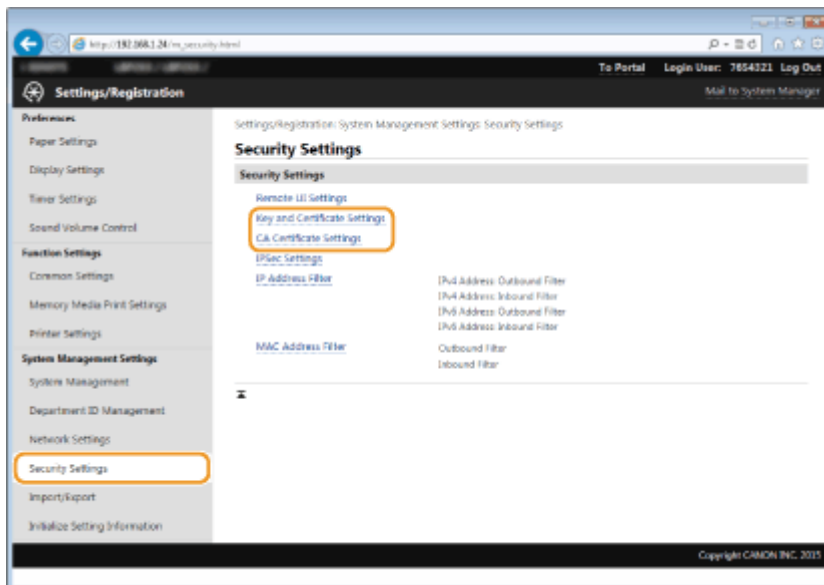 http://192.168.1.24/m_security.html
To Portal Login User: 7654321 Log Out
Settings/Registration
Mail to System Manager
Preferences
Paper Settings
Display Settings
Timer Settings
Sound Volume Control
Function Settings
Common Settings
Memory Media Print Settings
Printer Settings
System Management Settings
System Management
Department ID Management
Network Settings
Security Settings
Import/Export
Initialize Setting Information
Settings/Registration: System Management Settings: Security Settings
Security Settings
Security Settings
Remote UI Settings
Key and Certificate Settings
CA Certificate Settings
IPSec Settings
IP Address Filter
IPv4 Address: Outbound Filter
IPv4 Address: Inbound Filter
IPv6 Address: Outbound Filter
IPv6 Address: Inbound Filter
MAC Address Filter
Outbound Filter
Inbound Filter
Copyright CANON INC. 2015